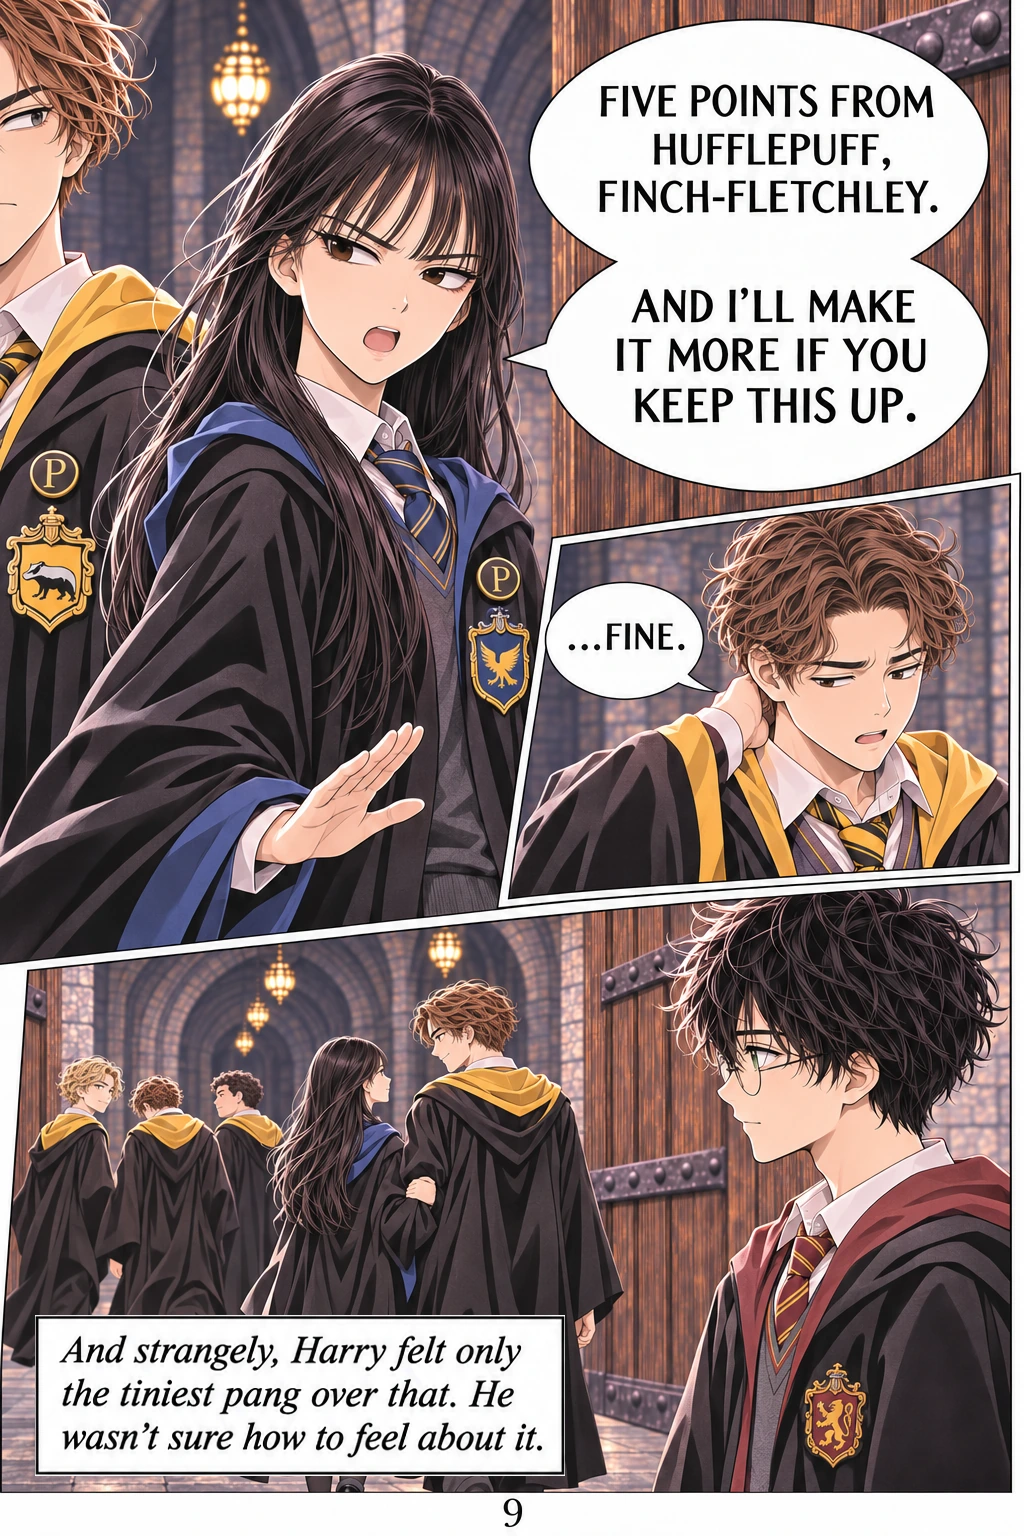 FIVE POINTS FROM
HUFFLEPUFF,
FINCH-FLETCHLEY.
AND I'LL MAKE
IT MORE IF YOU
KEEP THIS UP.
P
P
...FINE.
And strangely, Harry felt only
the tiniest pang over that. He
wasn't sure how to feel about it.
9